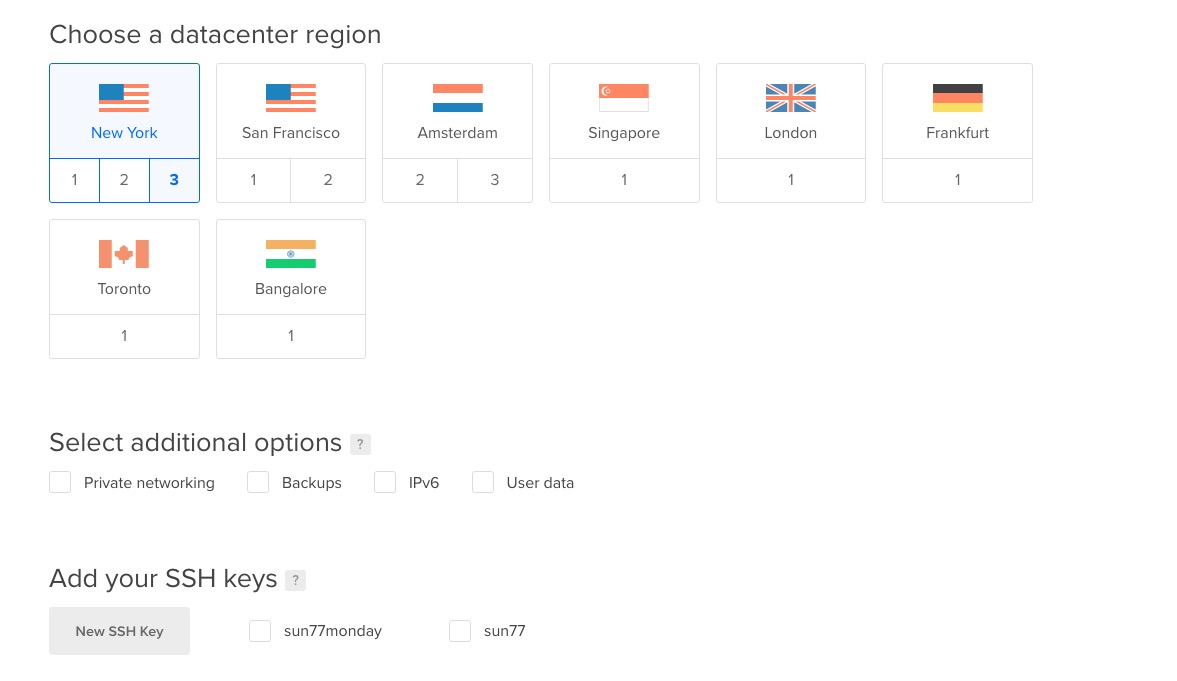 Choose a datacenter region
New York San Francisco Amsterdam Singapore London Frankfurt
1 2 3 1 2 2 3 1 1 1
Toronto Bangalore
1 1
Select additional options ?
Private networking Backups IPv6 User data
Add your SSH keys ?
New SSH Key sun77monday sun77